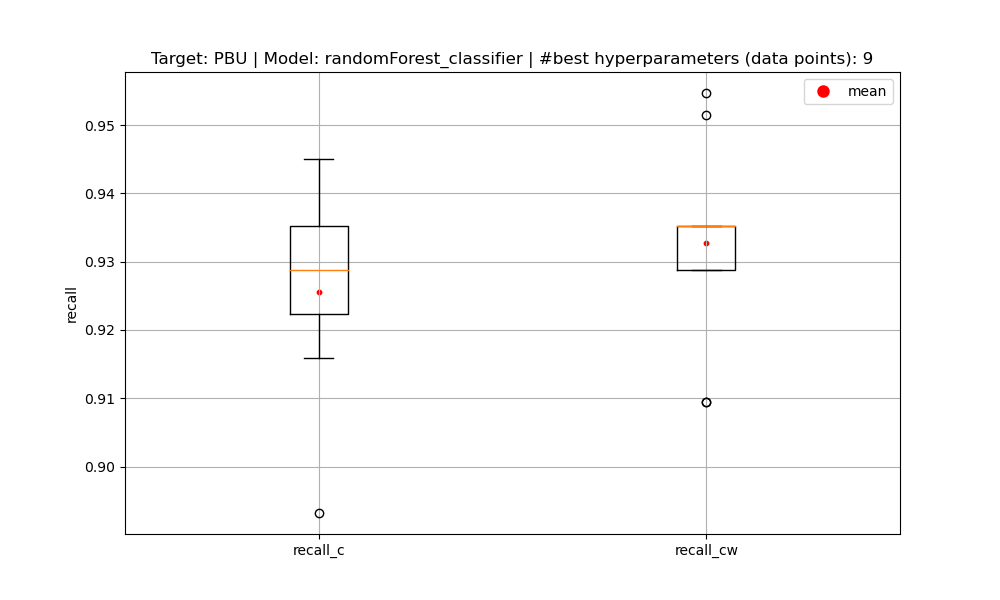 Target: PBU | Model: randomForest_classifier | #best hyperparameters (data points): 9
mean
0.95
0.94
0.93
0.92
0.91
0.90
recall
recall_c
recall_cw